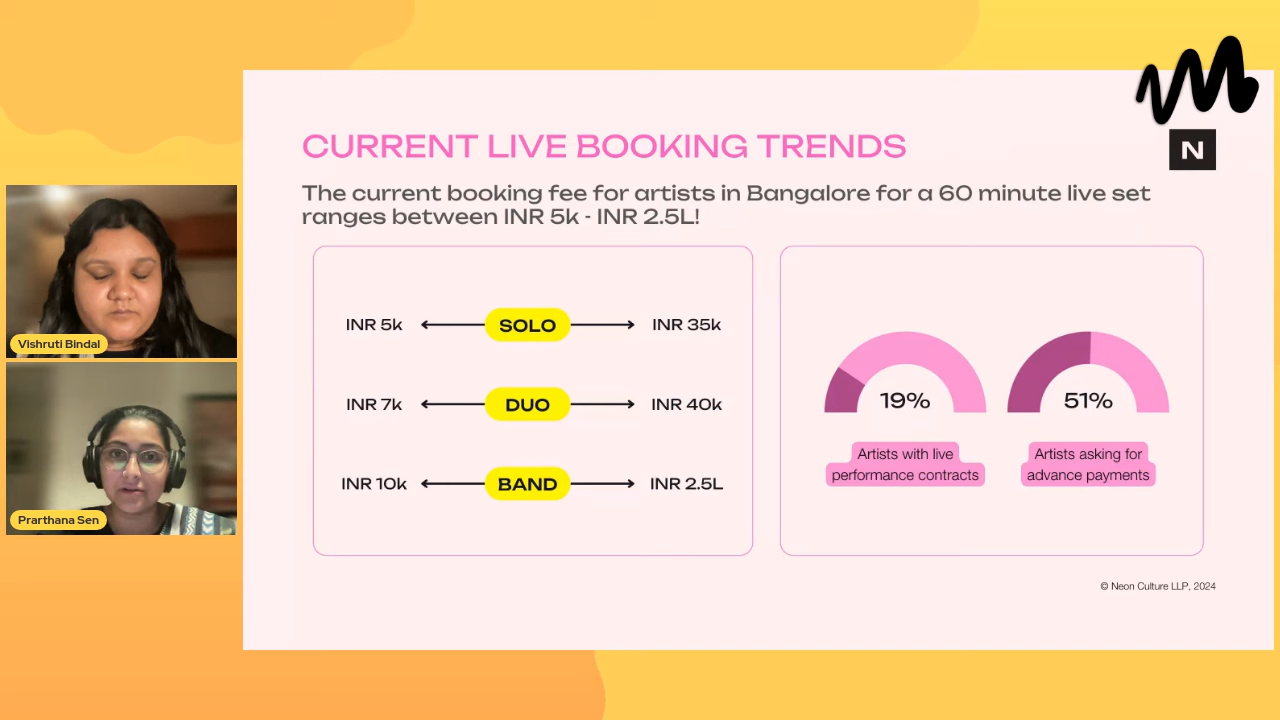 N
CURRENT LIVE BOOKING TRENDS
The current booking fee for artists in Bangalore for a 60 minute live set
ranges between INR 5k - INR 2.5L!
INR 5k SOLO INR 35k
INR 7k DUO INR 40k
INR 10k BAND INR 2.5L
19%
Artists with live
performance contracts
51%
Artists asking for
advance payments
© Neon Culture LLP, 2024
Vishruti Bindal
Prarthana Sen